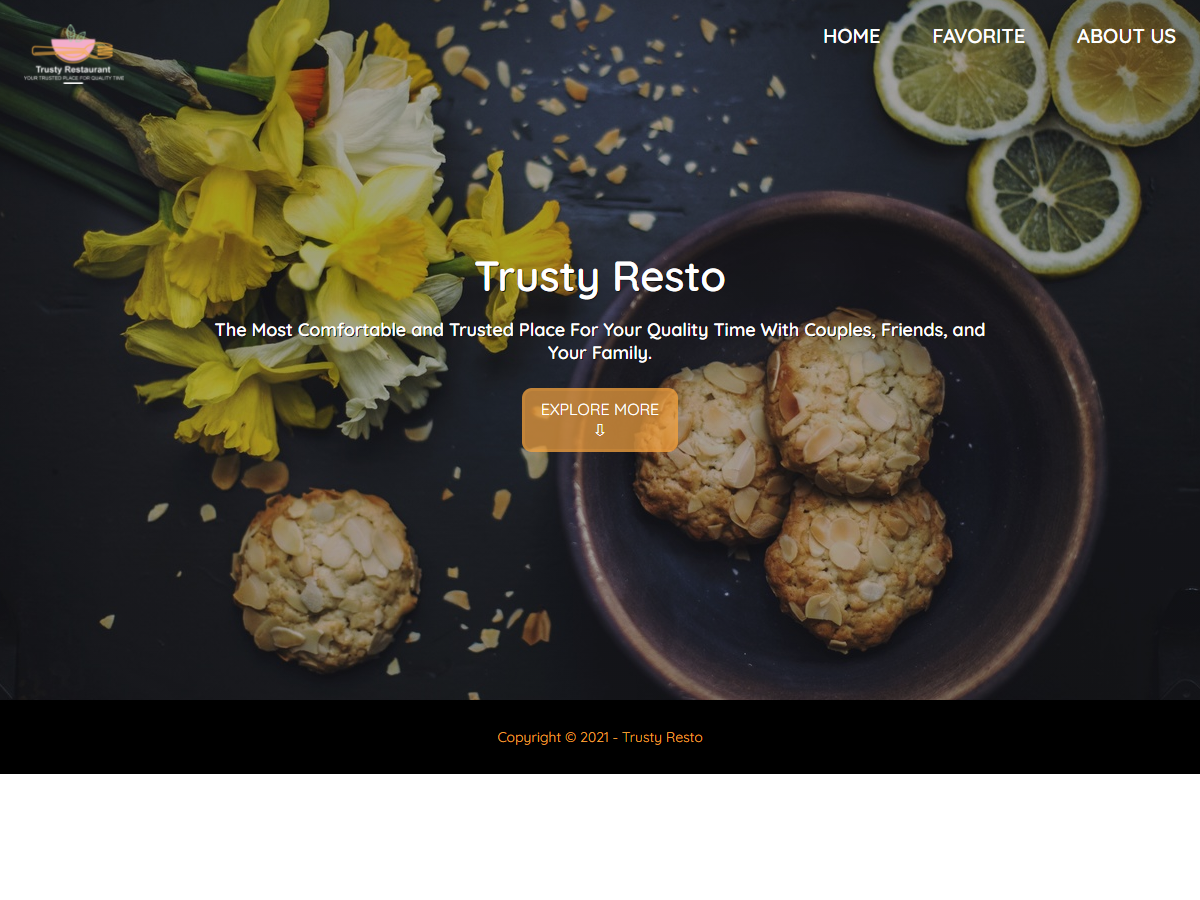 Trusty Restaurant
YOUR TRUSTED PLACE FOR QUALITY TIME
HOME FAVORITE ABOUT US
Trusty Resto
The Most Comfortable and Trusted Place For Your Quality Time With Couples, Friends, and
Your Family.
EXPLORE MORE
⇩
Copyright © 2021 - Trusty Resto